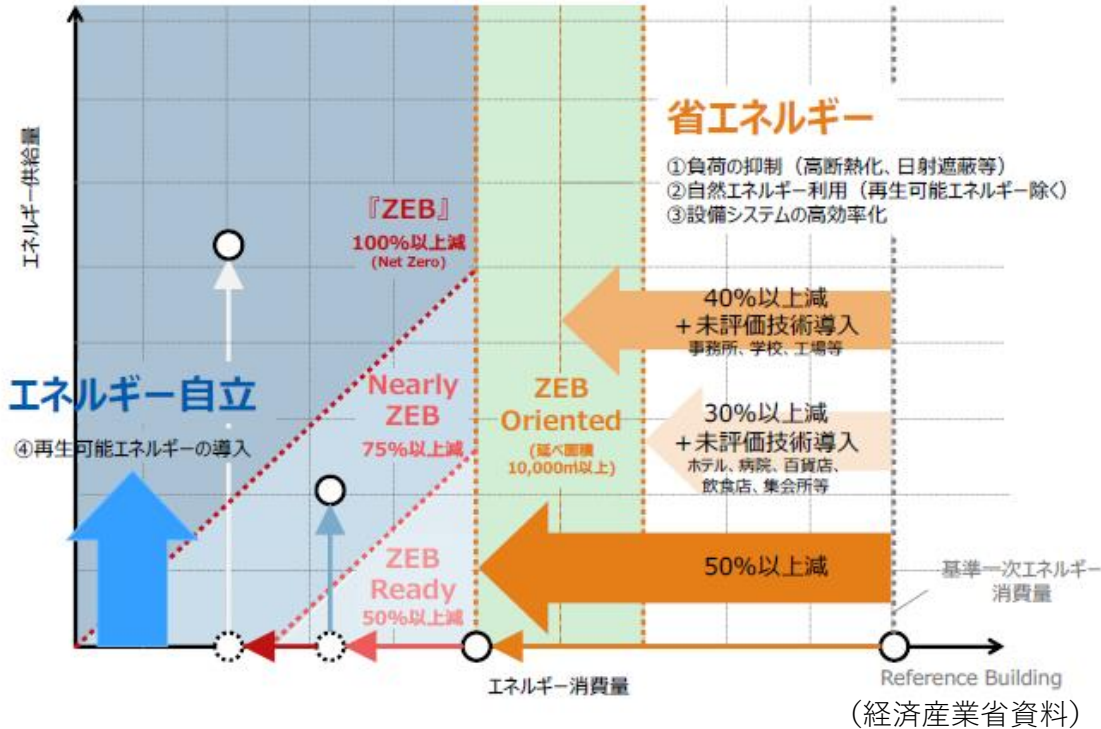 エネルギー供給量
省エネルギー
①負荷の抑制（高断熱化、日射遮蔽等）
②自然エネルギー利用（再生可能エネルギー除く）
③設備システムの高効率化
『ZEB』
100%以上減
(Net Zero)
40%以上減
＋未評価技術導入
事務所、学校、工場等
エネルギー自立
④再生可能エネルギーの導入
Nearly
ZEB
75%以上減
ZEB
Oriented
(延べ面積
10,000㎡以上)
30%以上減
＋未評価技術導入
ホテル、病院、百貨店、
飲食店、集会所等
ZEB
Ready
50%以上減
50%以上減
基準一次エネルギー
消費量
エネルギー消費量
Reference Building
（経済産業省資料）